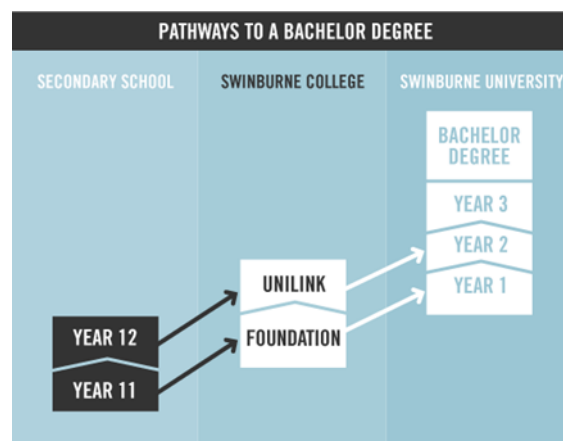 PATHWAYS TO A BACHELOR DEGREE
SECONDARY SCHOOL
SWINBURNE COLLEGE
SWINBURNE UNIVERSITY
BACHELOR
DEGREE
YEAR 3
YEAR 2
YEAR 1
UNILINK
FOUNDATION
YEAR 12
YEAR 11